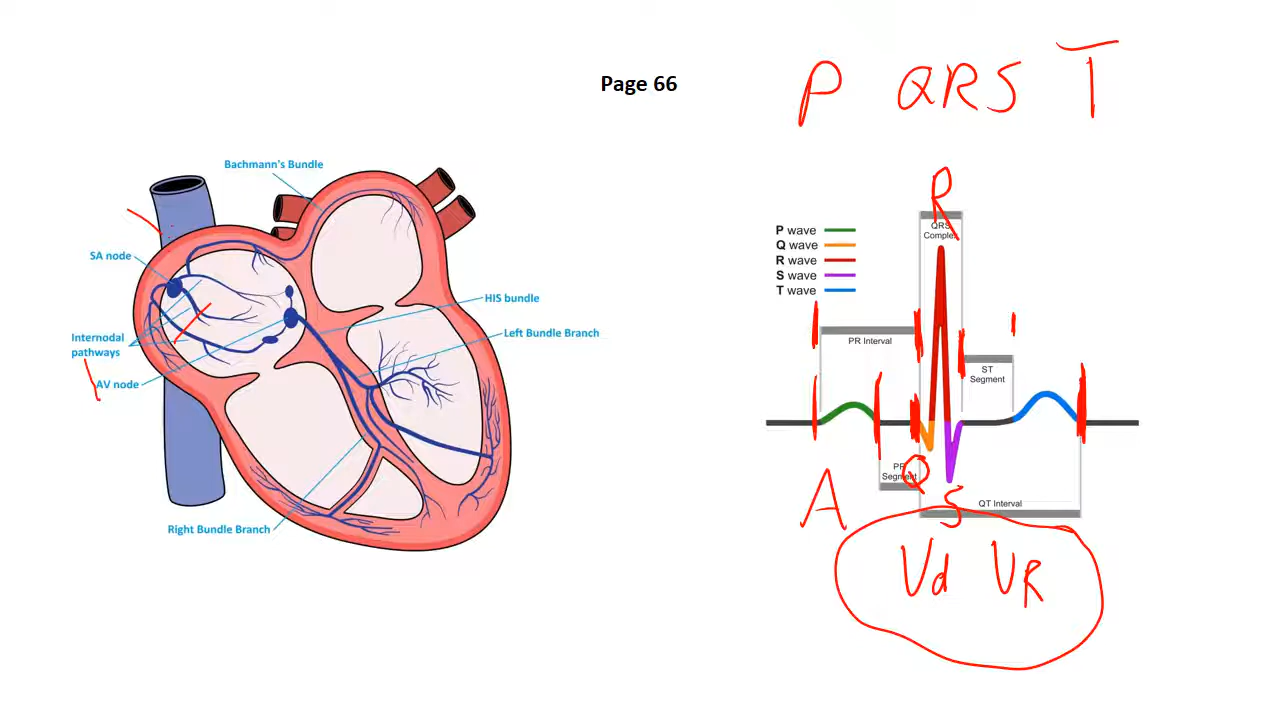 Page 66
P QRS T
Bachmann's Bundle
SA node
Internodal
pathways
AV node
HIS bundle
Left Bundle Branch
Right Bundle Branch
R
QRS
Complex
P wave
Q wave
R wave
S wave
T wave
PR Interval
ST
Segment
PR
Segment
Q
S
QT Interval
A
Vd VR